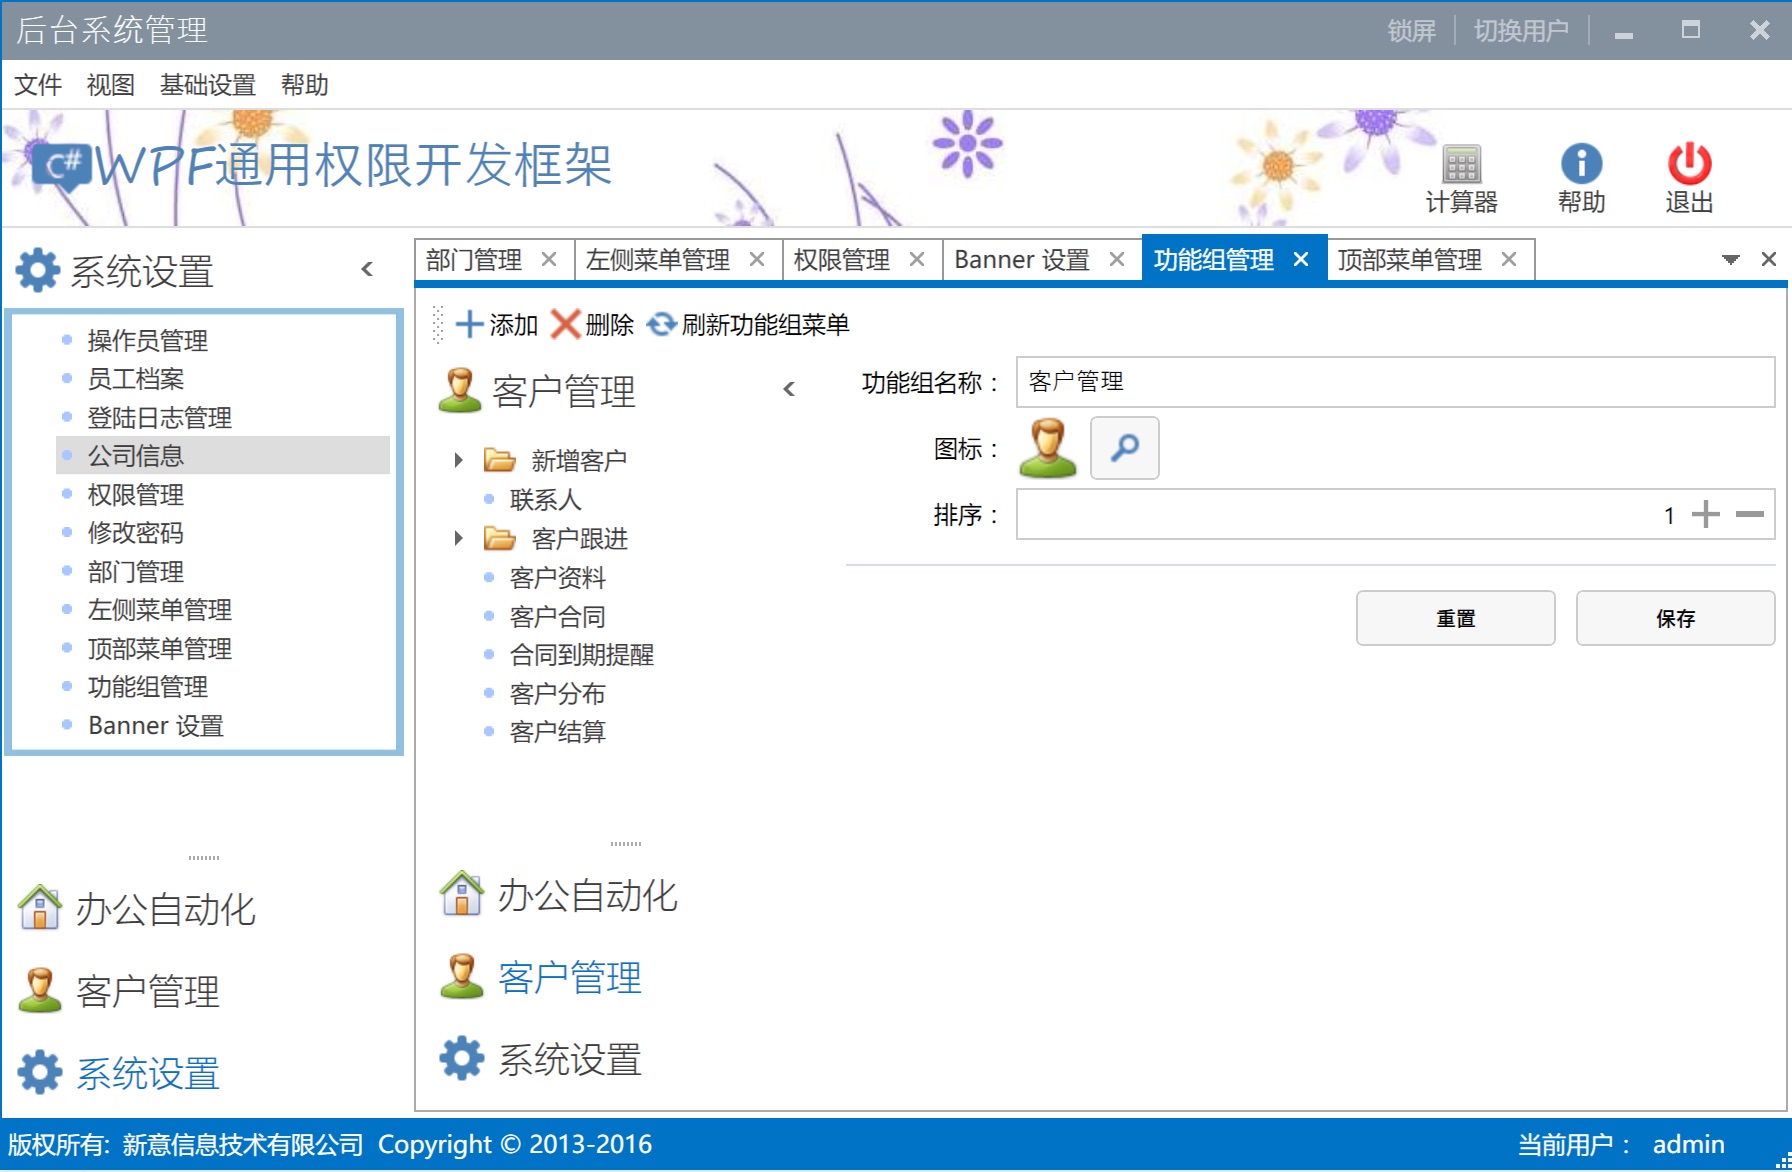 后台系统管理 锁屏 切换用户
文件 视图 基础设置 帮助
C# WPF通用权限开发框架
计算器 帮助 退出
系统设置
操作员管理
员工档案
登陆日志管理
公司信息
权限管理
修改密码
部门管理
左侧菜单管理
顶部菜单管理
功能组管理
Banner 设置
办公自动化
客户管理
系统设置
部门管理 左侧菜单管理 权限管理 Banner 设置 功能组管理 顶部菜单管理
添加 删除 刷新功能组菜单
客户管理
新增客户
联系人
客户跟进
客户资料
客户合同
合同到期提醒
客户分布
客户结算
办公自动化
客户管理
系统设置
功能组名称： 客户管理
图标：
排序： 1
重置 保存
版权所有: 新意信息技术有限公司 Copyright © 2013-2016 当前用户： admin